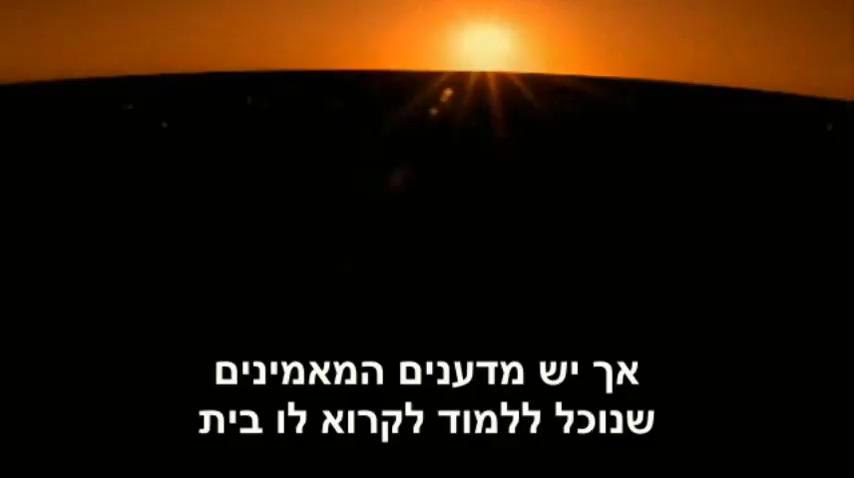 אך יש מדענים המאמינים
שנוכל ללמוד לקרוא לו בית